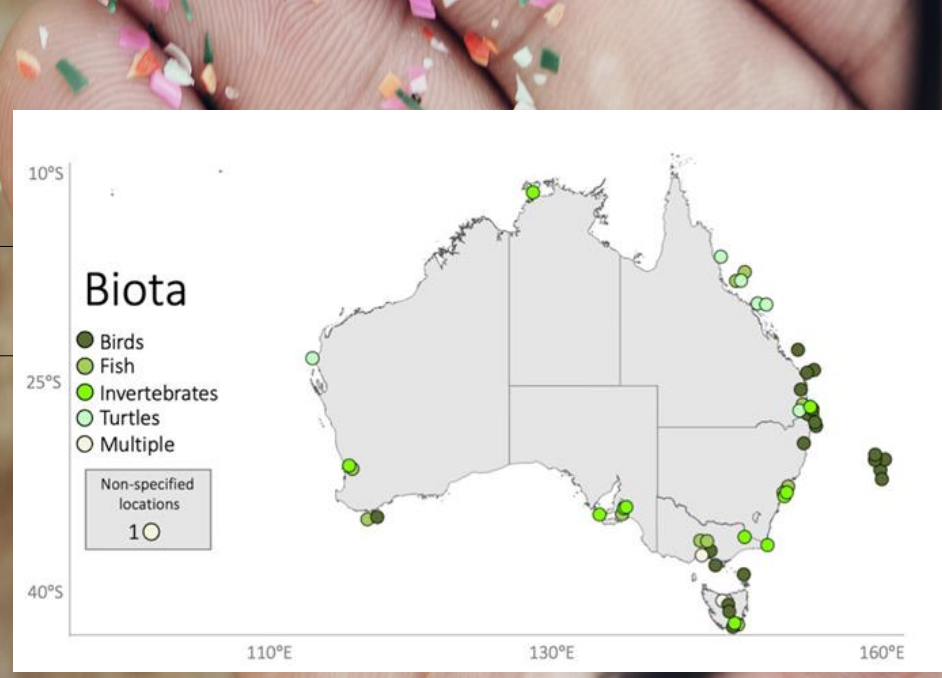 10°S
Biota
Birds
Fish
25°S
Invertebrates
Turtles
Multiple
Non-specified
locations
1
40°S
110°E
130°E
160°E